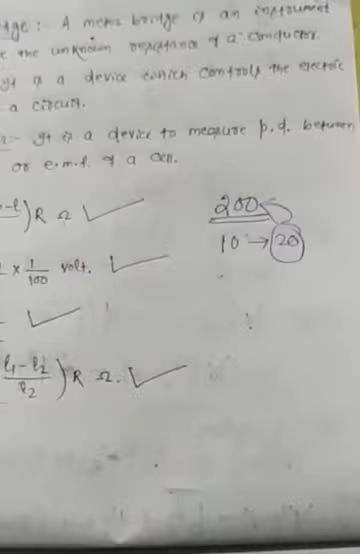 dge :- A metre bridge is an instrument
e the unknown resistance of a conductor.
It is a device which controls the electric
a circuit.
It is a device to measure p.d. between
or e.m.f. of a cell.
)R Ω
200
10 → 20
x 1/100 volt.
(l1 - l2 / l2) R Ω.